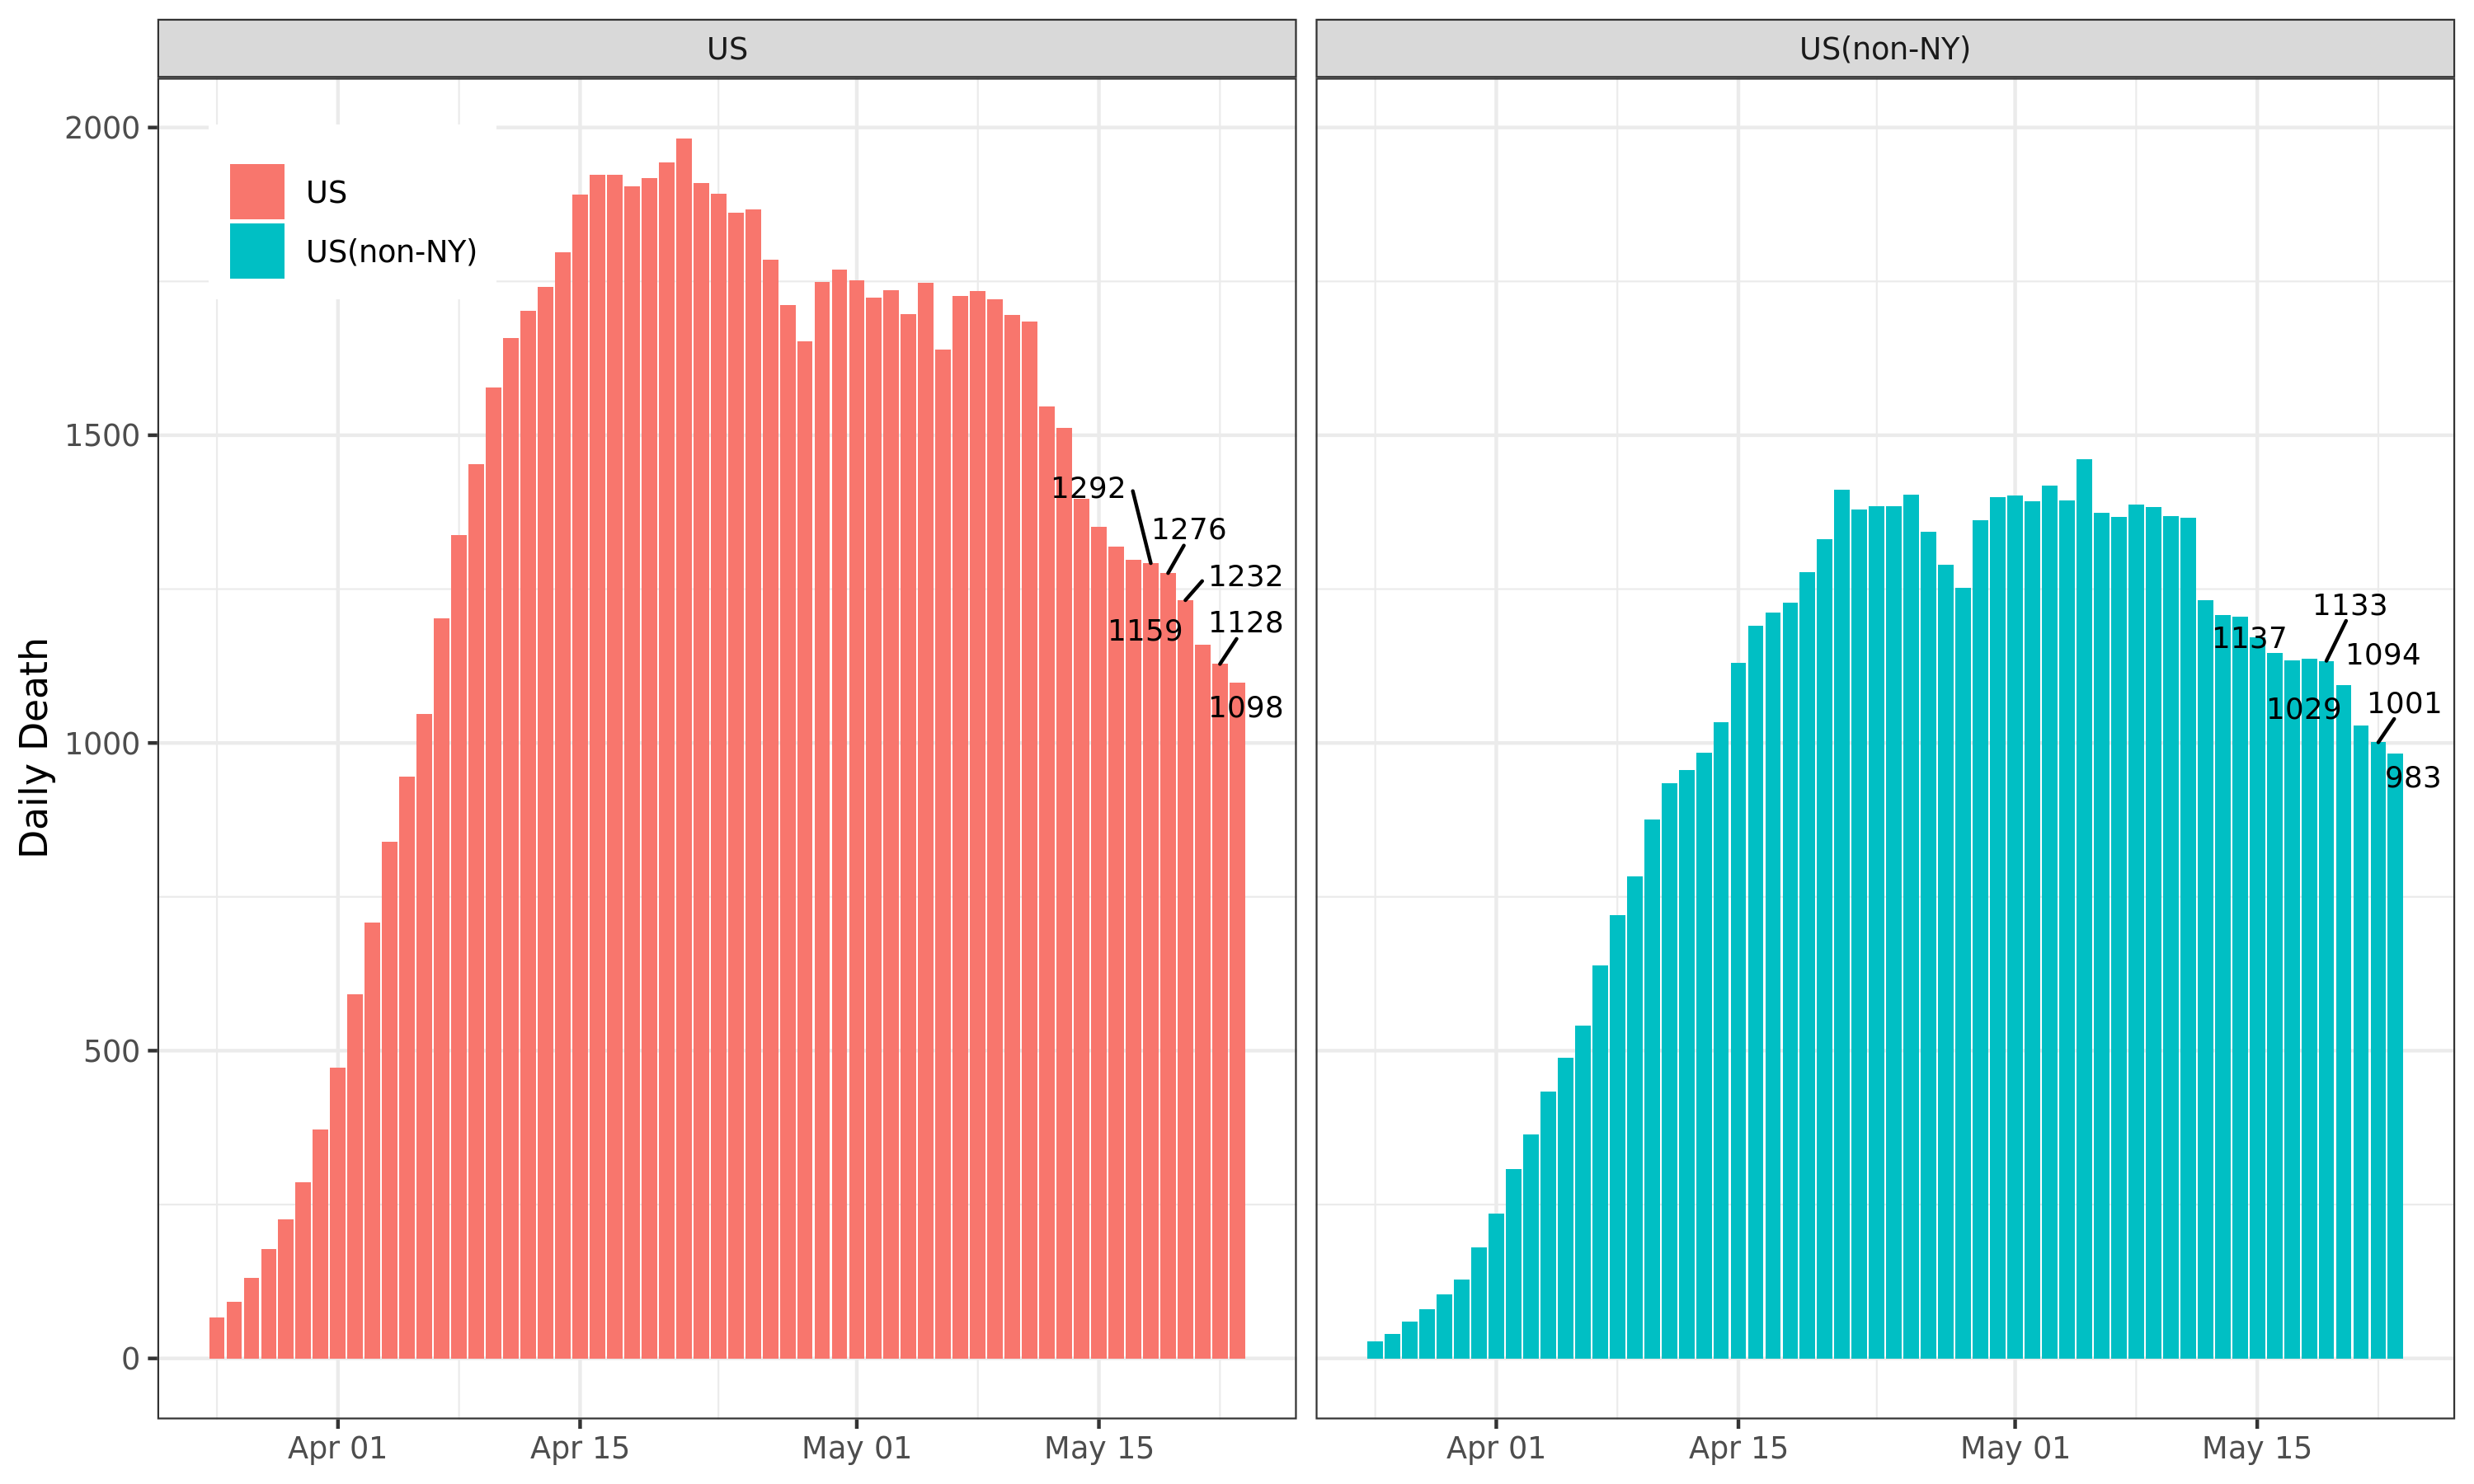 US
US(non-NY)
Daily Death
2000
1500
1000
500
0
US
US(non-NY)
1292
1276
1232
1159
1128
1098
1133
1137
1094
1029
1001
983
Apr 01
Apr 15
May 01
May 15
Apr 01
Apr 15
May 01
May 15